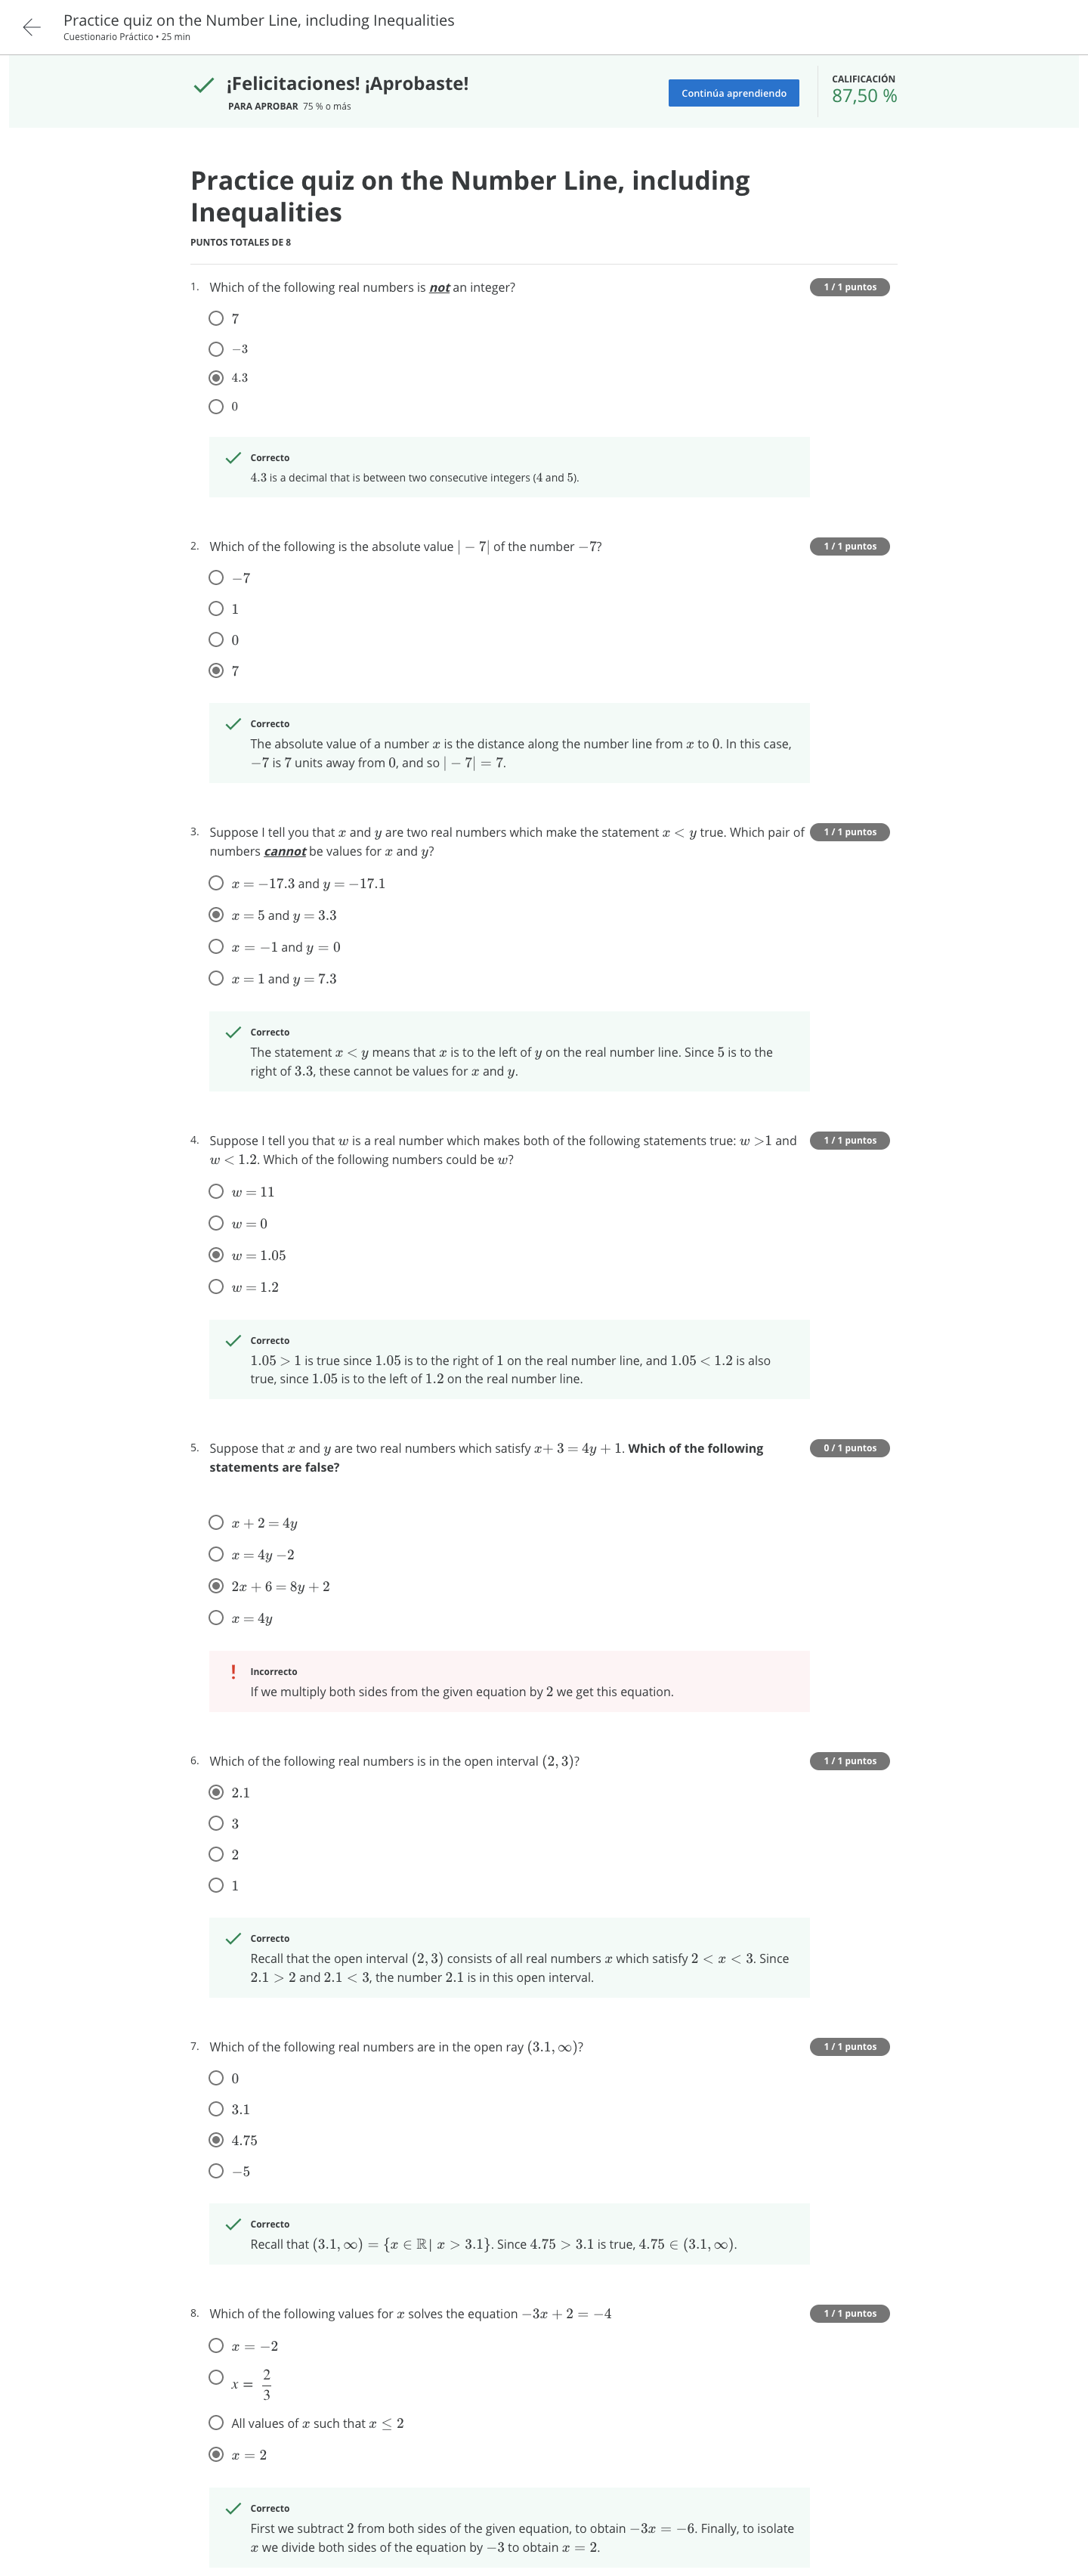 Practice quiz on the Number Line, including Inequalities
Cuestionario Práctico • 25 min
¡Felicitaciones! ¡Aprobaste!
PARA APROBAR 75 % o más
Continúa aprendiendo
CALIFICACIÓN
87,50 %
Practice quiz on the Number Line, including
Inequalities
PUNTOS TOTALES DE 8
1. Which of the following real numbers is not an integer?
1 / 1 puntos
7
−3
4.3
0
Correcto
4.3 is a decimal that is between two consecutive integers (4 and 5).
2. Which of the following is the absolute value | − 7| of the number −7?
1 / 1 puntos
−7
1
0
7
Correcto
The absolute value of a number x is the distance along the number line from x to 0. In this case,
−7 is 7 units away from 0, and so | − 7| = 7.
3. Suppose I tell you that x and y are two real numbers which make the statement x < y true. Which pair of
1 / 1 puntos
numbers cannot be values for x and y?
x = −17.3 and y = −17.1
x = 5 and y = 3.3
x = −1 and y = 0
x = 1 and y = 7.3
Correcto
The statement x < y means that x is to the left of y on the real number line. Since 5 is to the
right of 3.3, these cannot be values for x and y.
4. Suppose I tell you that w is a real number which makes both of the following statements true: w >1 and
1 / 1 puntos
w < 1.2. Which of the following numbers could be w?
w = 11
w = 0
w = 1.05
w = 1.2
Correcto
1.05 > 1 is true since 1.05 is to the right of 1 on the real number line, and 1.05 < 1.2 is also
true, since 1.05 is to the left of 1.2 on the real number line.
5. Suppose that x and y are two real numbers which satisfy x+ 3 = 4y + 1. Which of the following
0 / 1 puntos
statements are false?
x + 2 = 4y
x = 4y −2
2x + 6 = 8y + 2
x = 4y
! Incorrecto
If we multiply both sides from the given equation by 2 we get this equation.
6. Which of the following real numbers is in the open interval (2, 3)?
1 / 1 puntos
2.1
3
2
1
Correcto
Recall that the open interval (2, 3) consists of all real numbers x which satisfy 2 < x < 3. Since
2.1 > 2 and 2.1 < 3, the number 2.1 is in this open interval.
7. Which of the following real numbers are in the open ray (3.1, ∞)?
1 / 1 puntos
0
3.1
4.75
−5
Correcto
Recall that (3.1, ∞) = {x ∈ ℝ| x > 3.1}. Since 4.75 > 3.1 is true, 4.75 ∈ (3.1, ∞).
8. Which of the following values for x solves the equation −3x + 2 = −4
1 / 1 puntos
x = −2
x = 2/3
All values of x such that x ≤ 2
x = 2
Correcto
First we subtract 2 from both sides of the given equation, to obtain −3x = −6. Finally, to isolate
x we divide both sides of the equation by −3 to obtain x = 2.